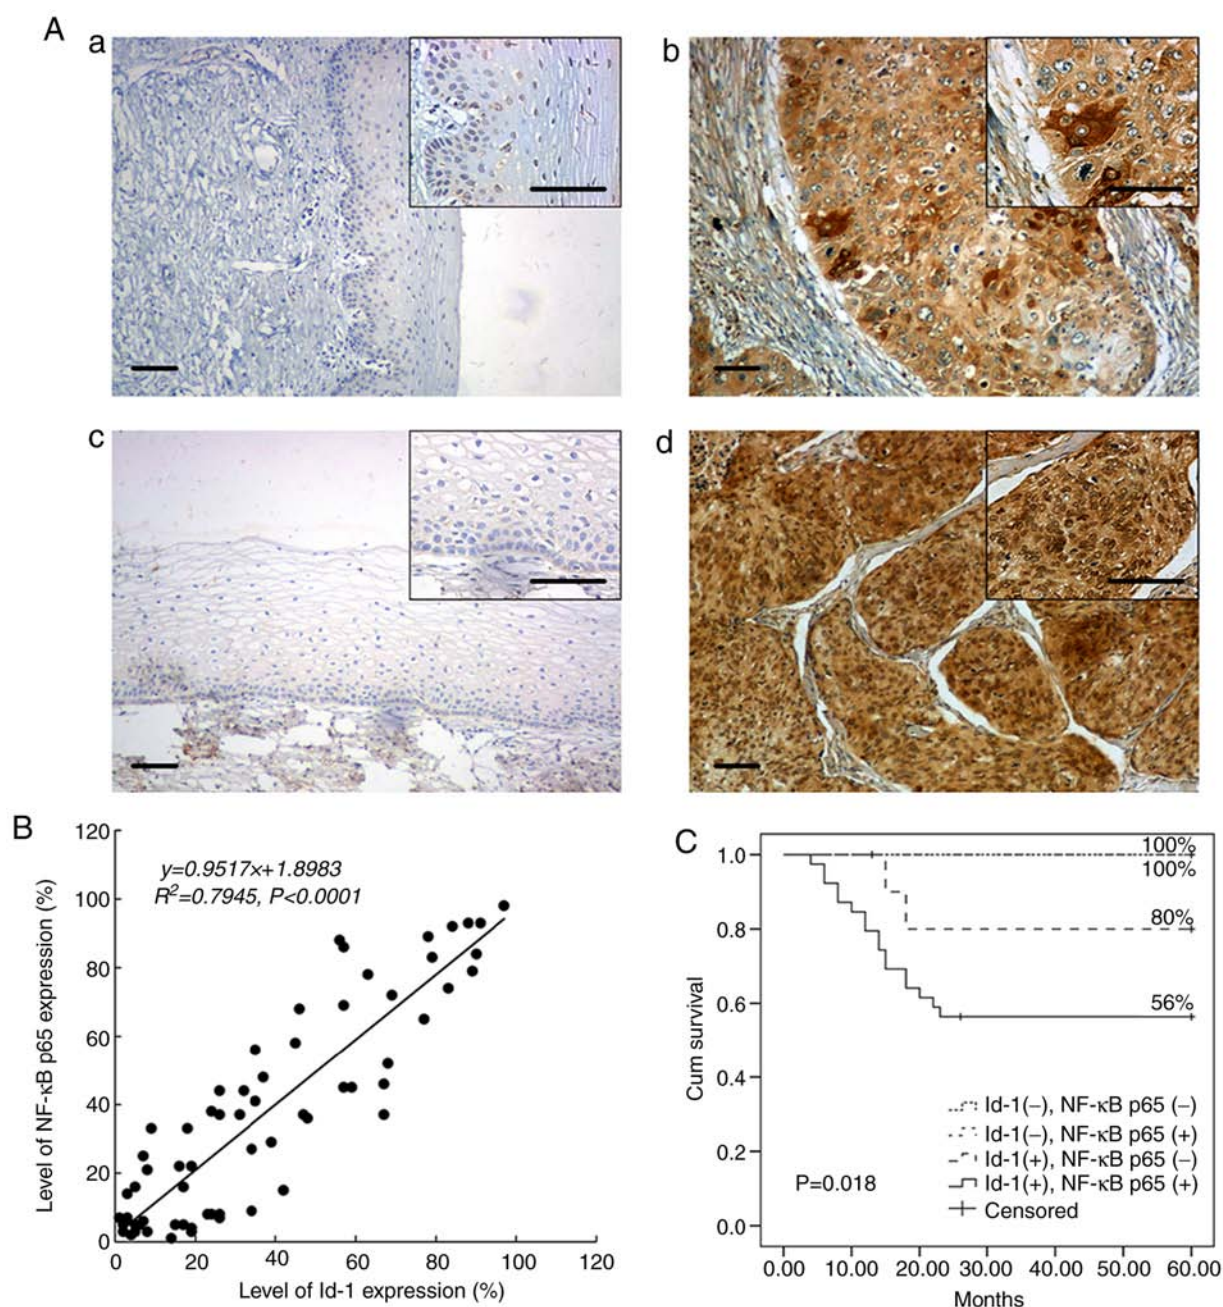 A
a
b
c
d
B
y=0.9517×+1.8983
R²=0.7945, P<0.0001
Level of NF-κB p65 expression (%)
120
100
80
60
40
20
0
0 20 40 60 80 100 120
Level of Id-1 expression (%)
C
Cum survival
1.0
0.8
0.6
0.4
0.2
0.0
100%
100%
80%
56%
Id-1(−), NF-κB p65 (−)
Id-1(−), NF-κB p65 (+)
Id-1(+), NF-κB p65 (−)
Id-1(+), NF-κB p65 (+)
Censored
P=0.018
0.00 10.00 20.00 30.00 40.00 50.00 60.00
Months